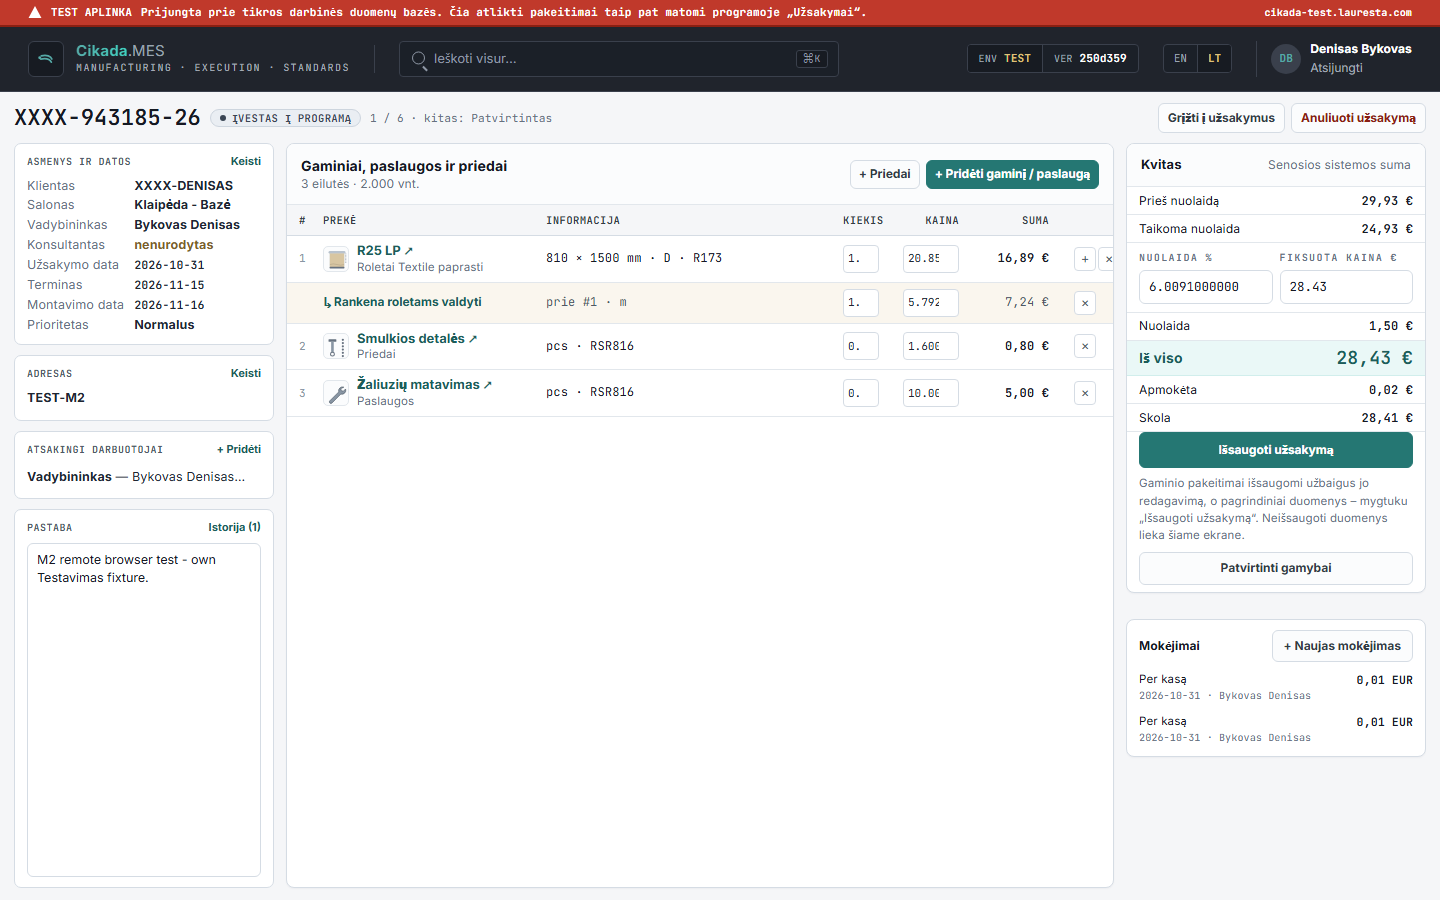 TEST APLINKA Prijungta prie tikros darbinės duomenų bazės. Čia atlikti pakeitimai taip pat matomi programoje „Užsakymai“.
cikada-test.lauresta.com
Cikada.MES
MANUFACTURING · EXECUTION · STANDARDS
Ieškoti visur...
⌘K
ENV TEST
VER 250d359
EN
LT
DB
Denisas Bykovas
Atsijungti
XXXX-943185-26
ĮVESTAS Į PROGRAMĄ
1 / 6 · kitas: Patvirtintas
Grįžti į užsakymus
Anuliuoti užsakymą
ASMENYS IR DATOS
Keisti
Klientas XXXX-DENISAS
Salonas Klaipėda - Bazė
Vadybininkas Bykovas Denisas
Konsultantas nenurodytas
Užsakymo data 2026-10-31
Terminas 2026-11-15
Montavimo data 2026-11-16
Prioritetas Normalus
ADRESAS
Keisti
TEST-M2
ATSAKINGI DARBUOTOJAI
+ Pridėti
Vadybininkas — Bykovas Denisas...
PASTABA
Istorija (1)
M2 remote browser test - own
Testavimas fixture.
Gaminiai, paslaugos ir priedai
3 eilutės · 2.000 vnt.
+ Priedai
+ Pridėti gaminį / paslaugą
# PREKĖ INFORMACIJA KIEKIS KAINA SUMA
1 R25 LP ↗ 810 × 1500 mm · D · R173 1. 20.85 16,89 € + ×
Roletai Textile paprasti
↳ Rankena roletams valdyti prie #1 · m 1. 5.792 7,24 € ×
2 Smulkios detalės ↗ pcs · RSR816 0. 1.600 0,80 € ×
Priedai
3 Žaliuzių matavimas ↗ pcs · RSR816 0. 10.00 5,00 € ×
Paslaugos
Kvitas
Senosios sistemos suma
Prieš nuolaidą 29,93 €
Taikoma nuolaida 24,93 €
NUOLAIDA % FIKSUOTA KAINA €
6.0091000000 28.43
Nuolaida 1,50 €
Iš viso 28,43 €
Apmokėta 0,02 €
Skola 28,41 €
Išsaugoti užsakymą
Gaminio pakeitimai išsaugomi užbaigus jo
redagavimą, o pagrindiniai duomenys – mygtuku
„Išsaugoti užsakymą“. Neišsaugoti duomenys
lieka šiame ekrane.
Patvirtinti gamybai
Mokėjimai
+ Naujas mokėjimas
Per kasą 0,01 EUR
2026-10-31 · Bykovas Denisas
Per kasą 0,01 EUR
2026-10-31 · Bykovas Denisas